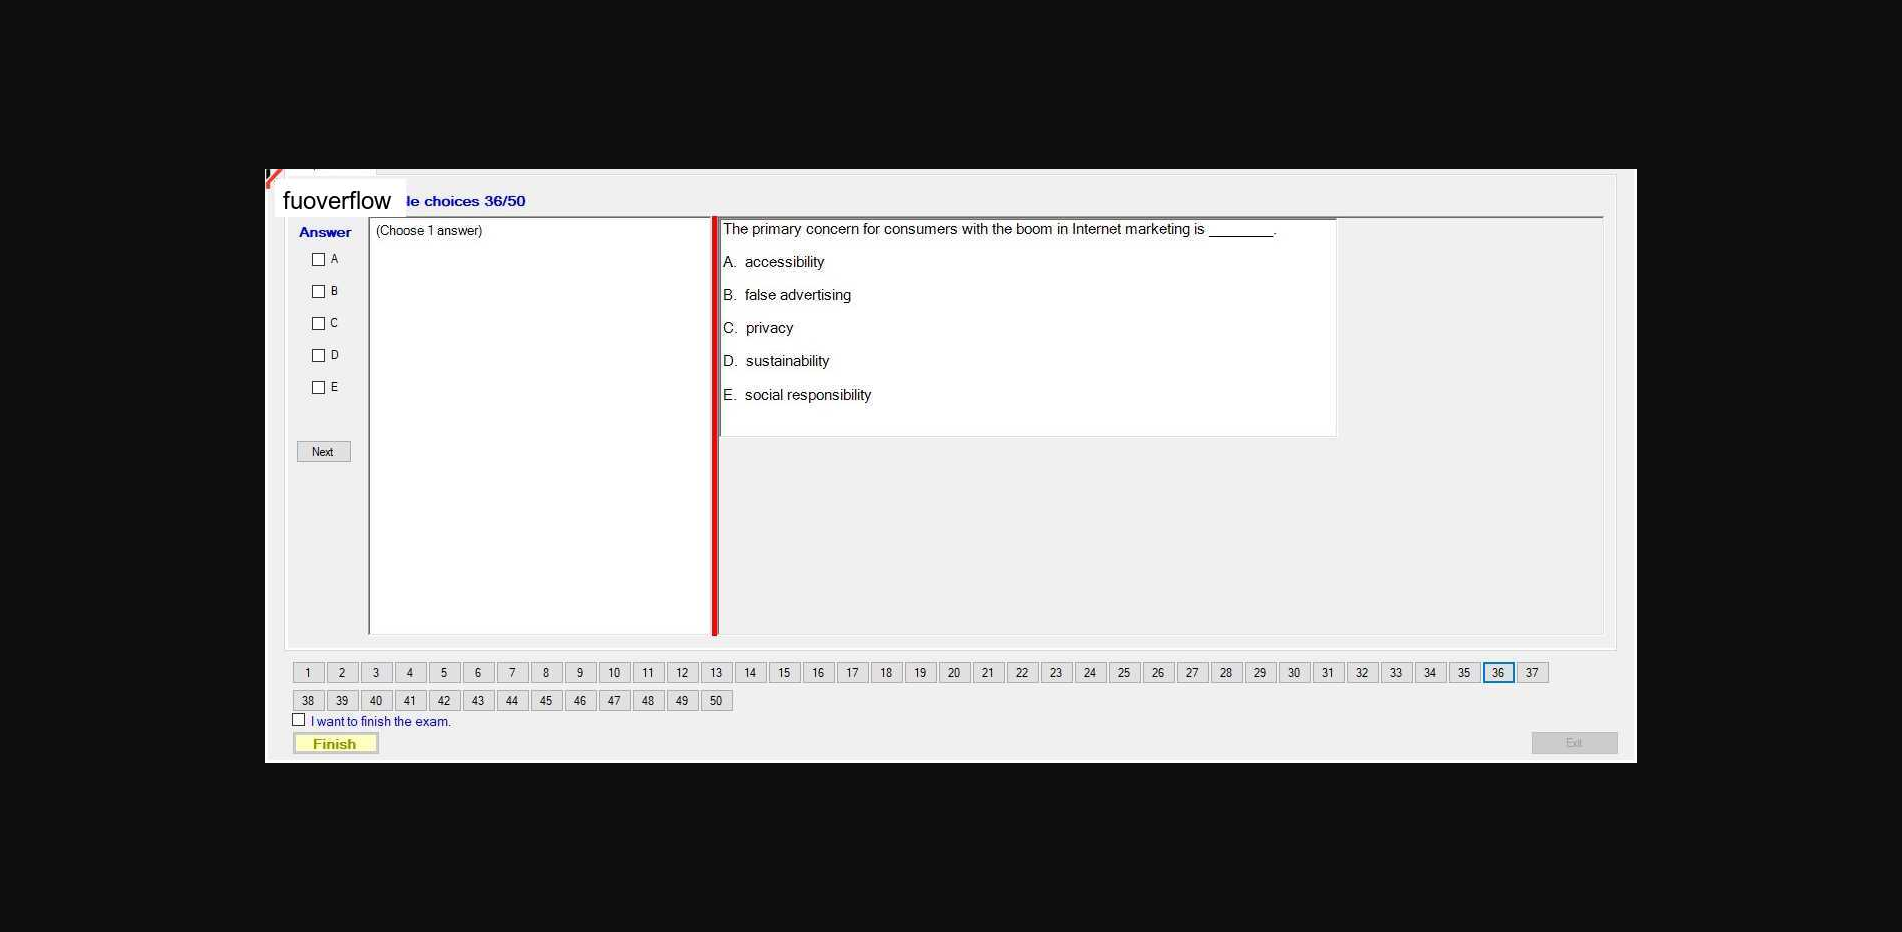 fuoverflow
le choices 36/50
Answer
(Choose 1 answer)
A
B
C
D
E
Next
The primary concern for consumers with the boom in Internet marketing is ________.
A. accessibility
B. false advertising
C. privacy
D. sustainability
E. social responsibility
1 2 3 4 5 6 7 8 9 10 11 12 13 14 15 16 17 18 19 20 21 22 23 24 25 26 27 28 29 30 31 32 33 34 35 36 37
38 39 40 41 42 43 44 45 46 47 48 49 50
I want to finish the exam.
Finish
Exit